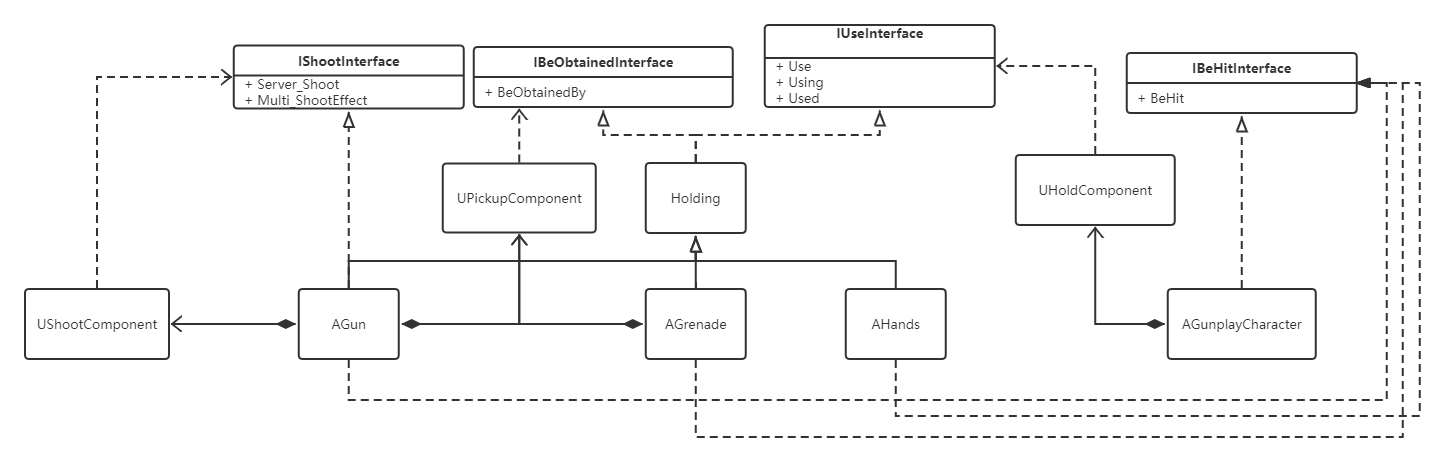 IShootInterface
+ Server_Shoot
+ Multi_ShootEffect
IBeObtainedInterface
+ BeObtainedBy
IUseInterface
+ Use
+ Using
+ Used
IBeHitInterface
+ BeHit
UPickupComponent
Holding
UHoldComponent
UShootComponent
AGun
AGrenade
AHands
AGunplayCharacter